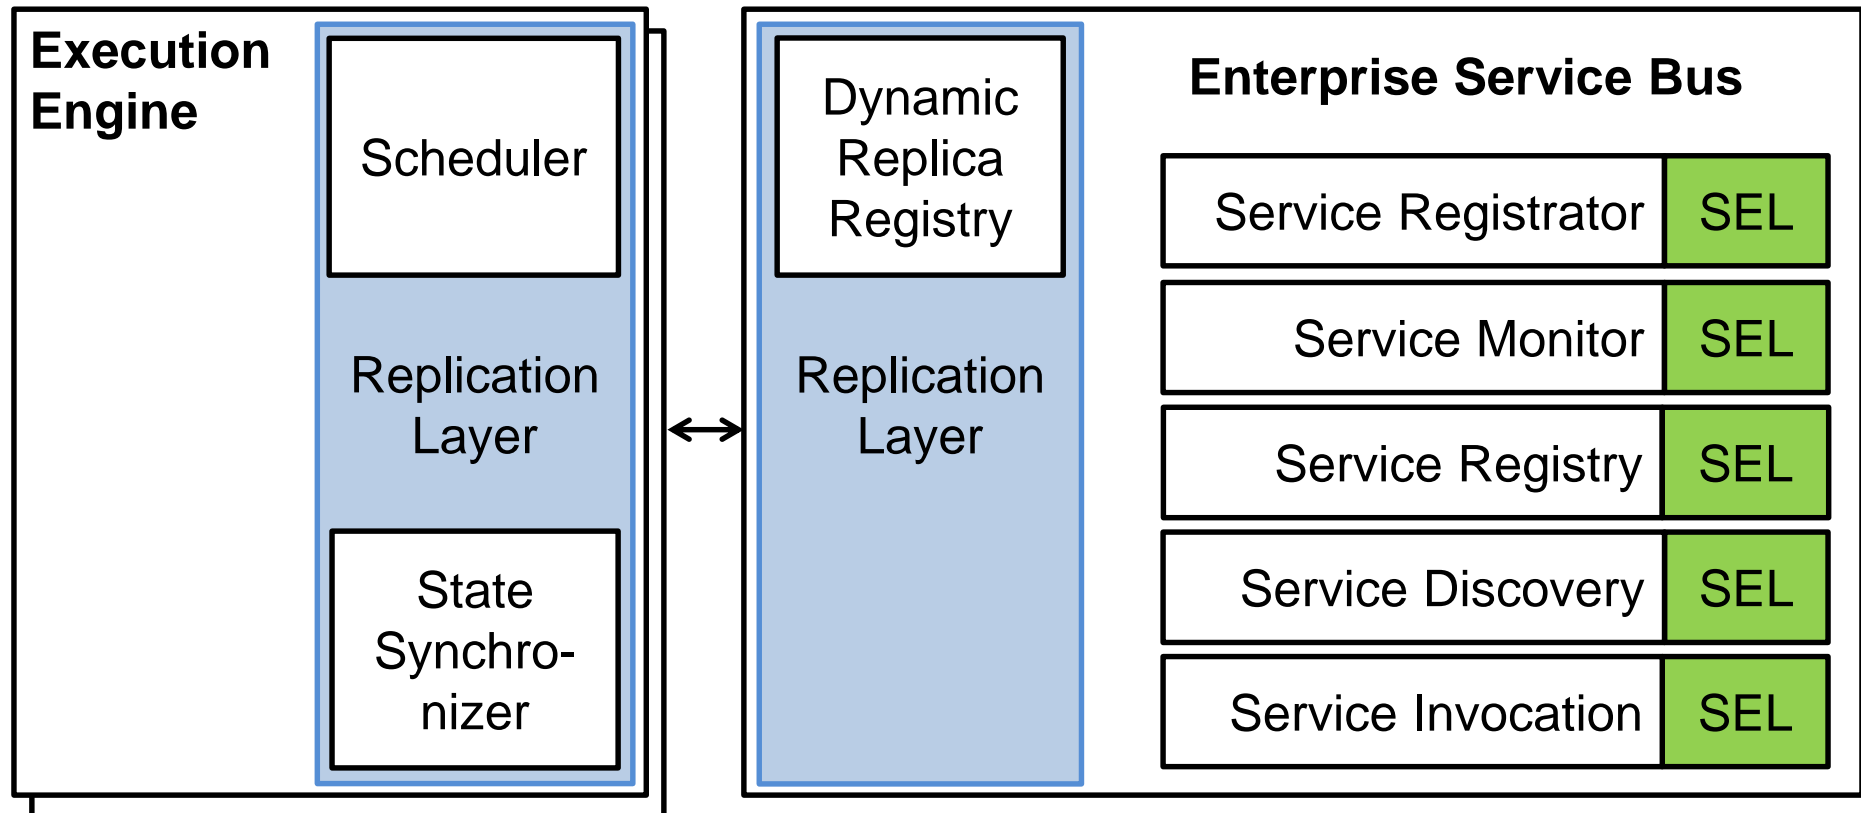 Execution
Engine
Scheduler
Replication
Layer
State
Synchro-
nizer
Dynamic
Replica
Registry
Replication
Layer
Enterprise Service Bus
Service Registrator SEL
Service Monitor SEL
Service Registry SEL
Service Discovery SEL
Service Invocation SEL